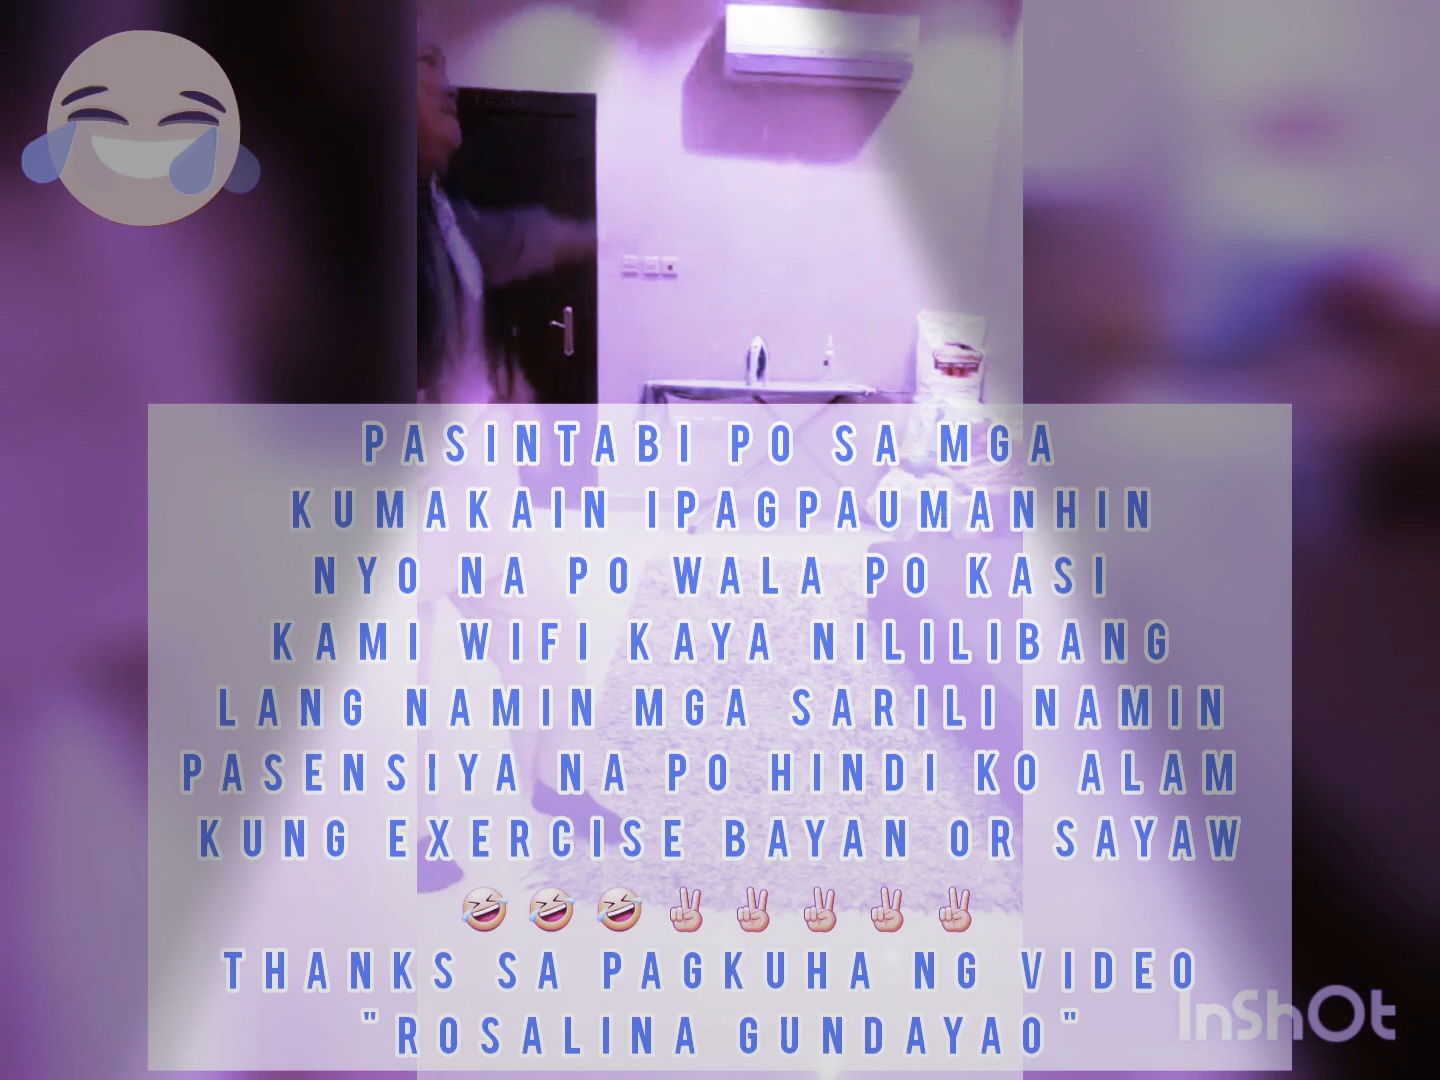 PASINTABI PO SA MGA
KUMAKAIN IPAGPAUMANHIN
NYO NA PO WALA PO KASI
KAMI WIFI KAYA NILILIBANG
LANG NAMIN MGA SARILI NAMIN
PASENSIYA NA PO HINDI KO ALAM
KUNG EXERCISE BAYAN OR SAYAW
🤣🤣🤣✌✌✌✌✌
THANKS SA PAGKUHA NG VIDEO
"ROSALINA GUNDAYAO"
InShOt